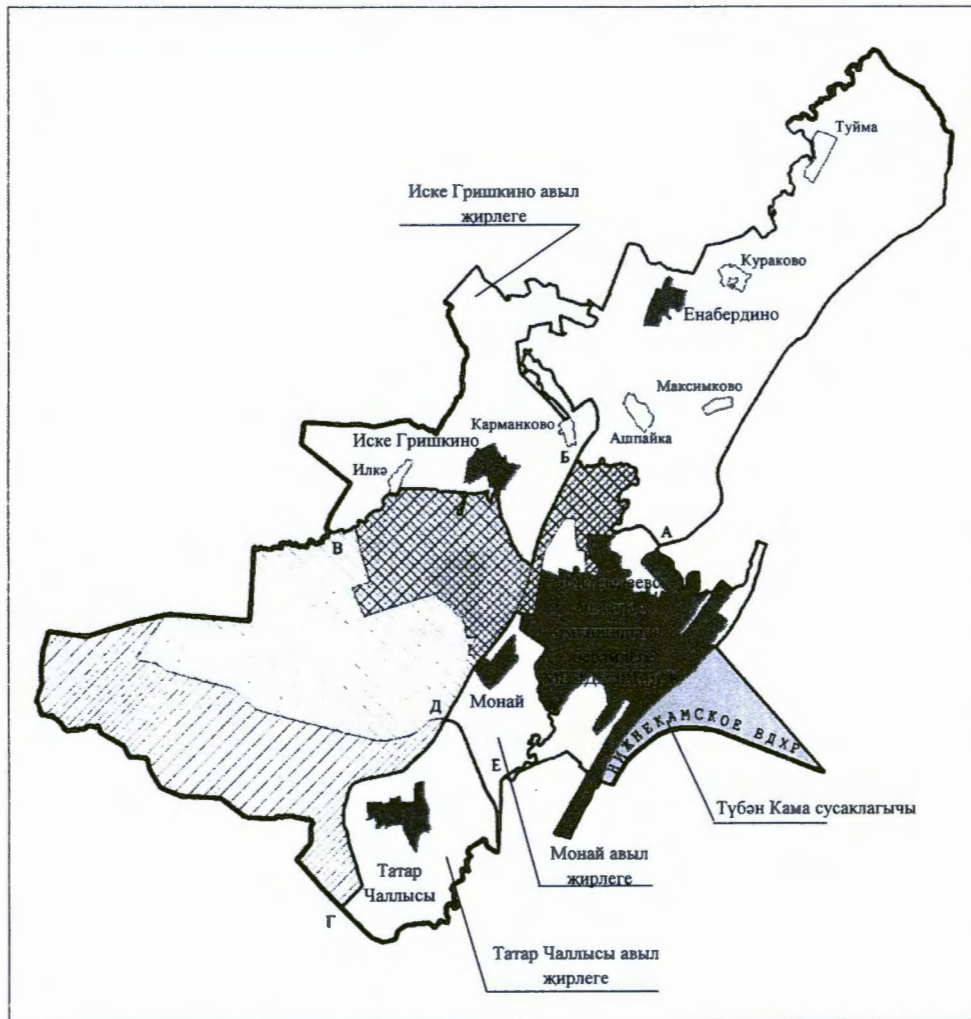 Туйма
Иске Гришкино авыл
җирлеге
Кураково
Енабердино
Максимково
Ашпайка
Карманково
Б
Иске Гришкино
Илкә
А
В
Монай
Д
Е
НИЖНЕКАМСКОЕ ВДХР
Түбән Кама сусаклагычы
Монай авыл
җирлеге
Татар
Чаллысы
Г
Татар Чаллысы авыл
җирлеге